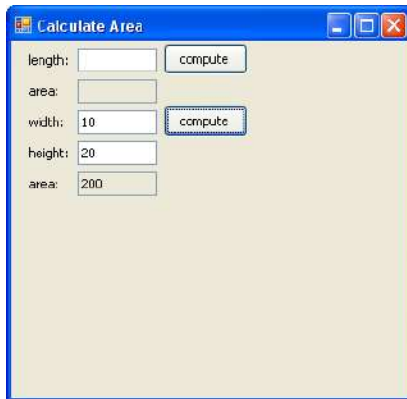 Calculate Area
length: compute
area:
width: 10 compute
height: 20
area: 200